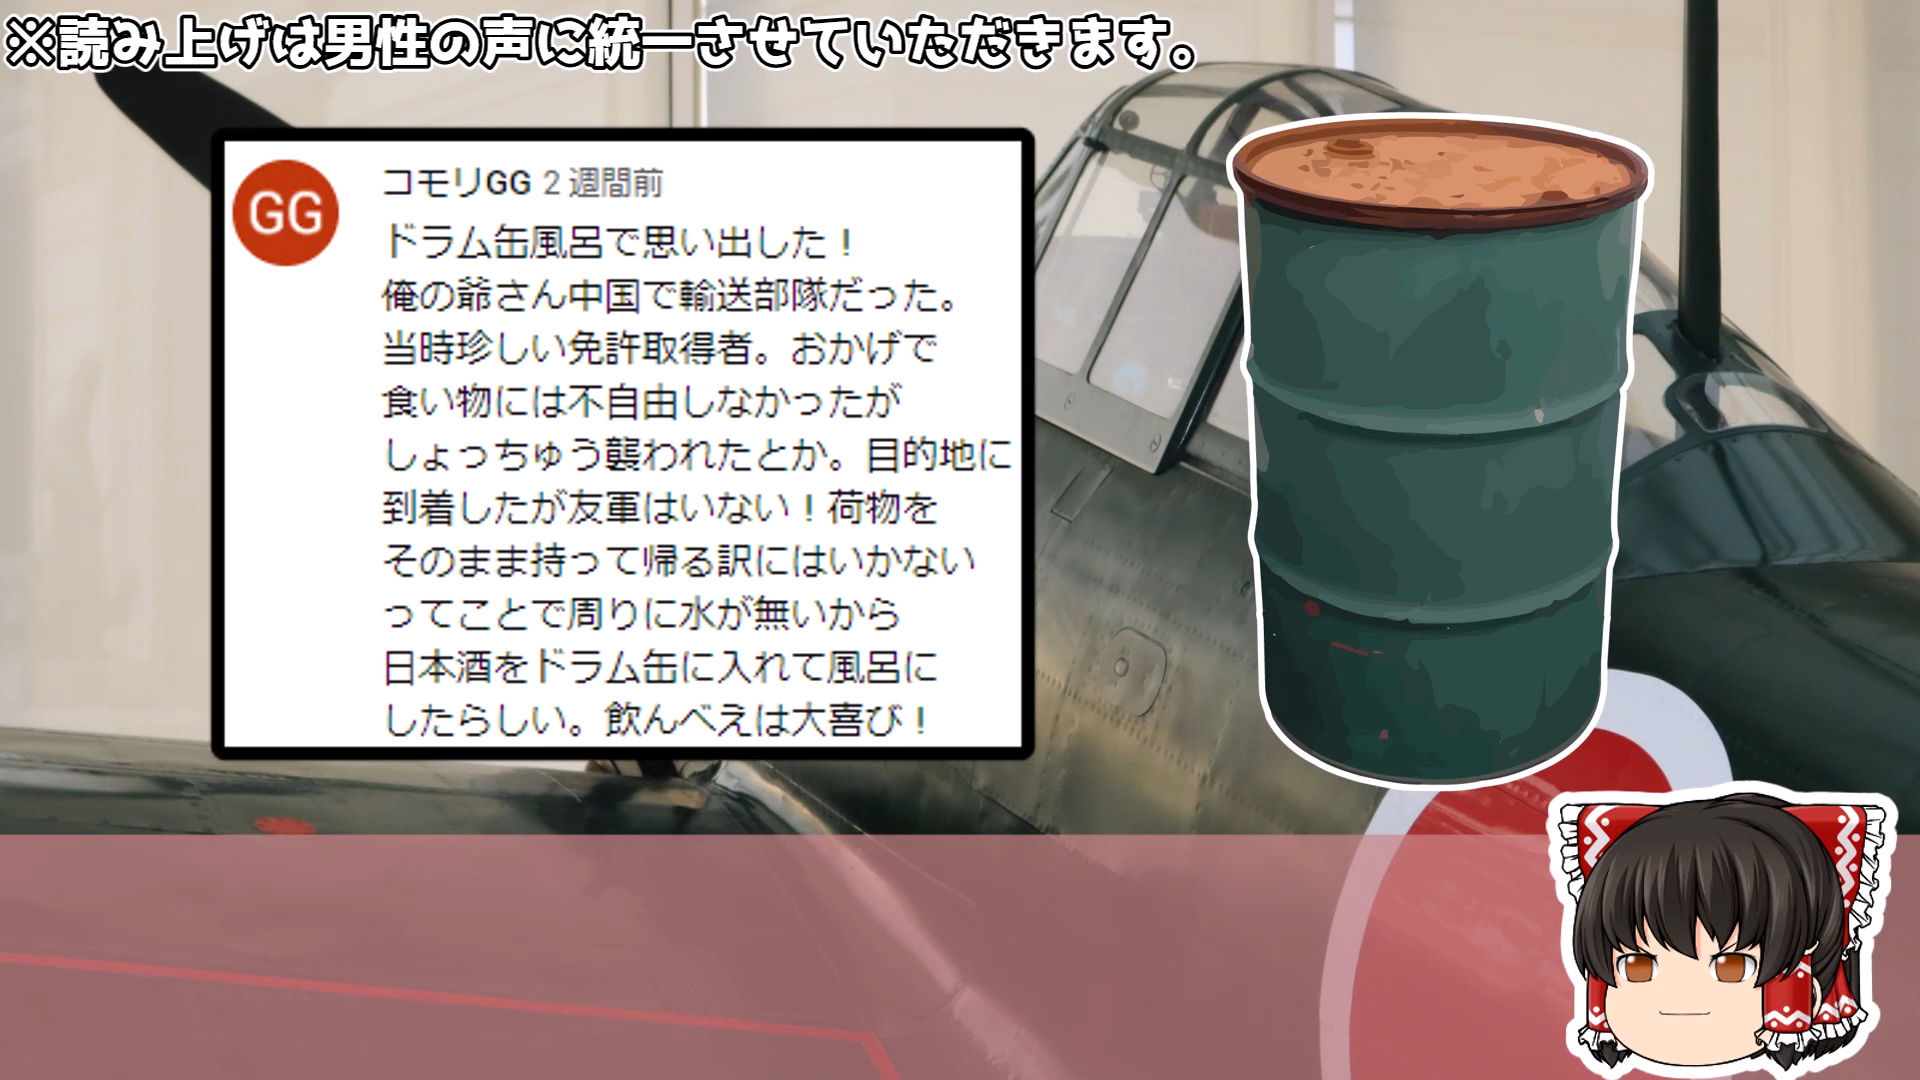 ※読み上げは男性の声に統一させていただきます。
GG
コモリGG 2 週間前
ドラム缶風呂で思い出した！
俺の爺さん中国で輸送部隊だった。
当時珍しい免許取得者。おかげで
食い物には不自由しなかったが
しょっちゅう襲われたとか。目的地に
到着したが友軍はいない！荷物を
そのまま持って帰る訳にはいかない
ってことで周りに水が無いから
日本酒をドラム缶に入れて風呂に
したらしい。飲んべえは大喜び！